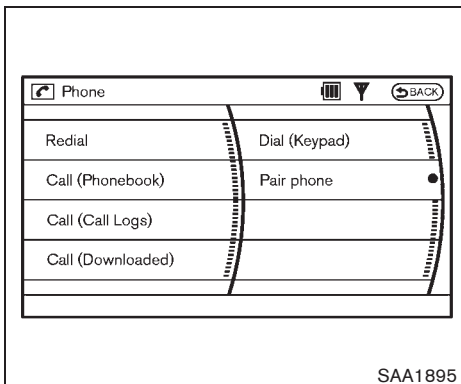 Phone
BACK
Redial
Dial (Keypad)
Call (Phonebook)
Pair phone
Call (Call Logs)
Call (Downloaded)
SAA1895